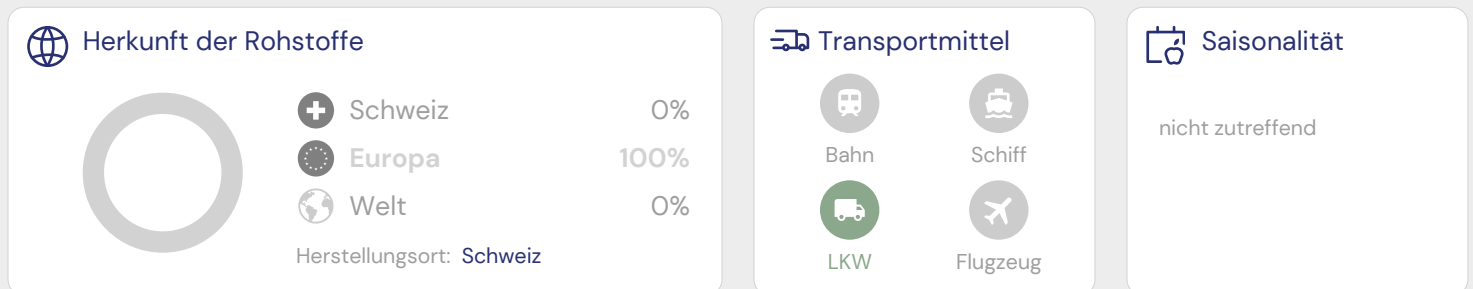 Herkunft der Rohstoffe
Schweiz 0%
Europa 100%
Welt 0%
Herstellungsort: Schweiz
Transportmittel
Bahn Schiff
LKW Flugzeug
Saisonalität
nicht zutreffend